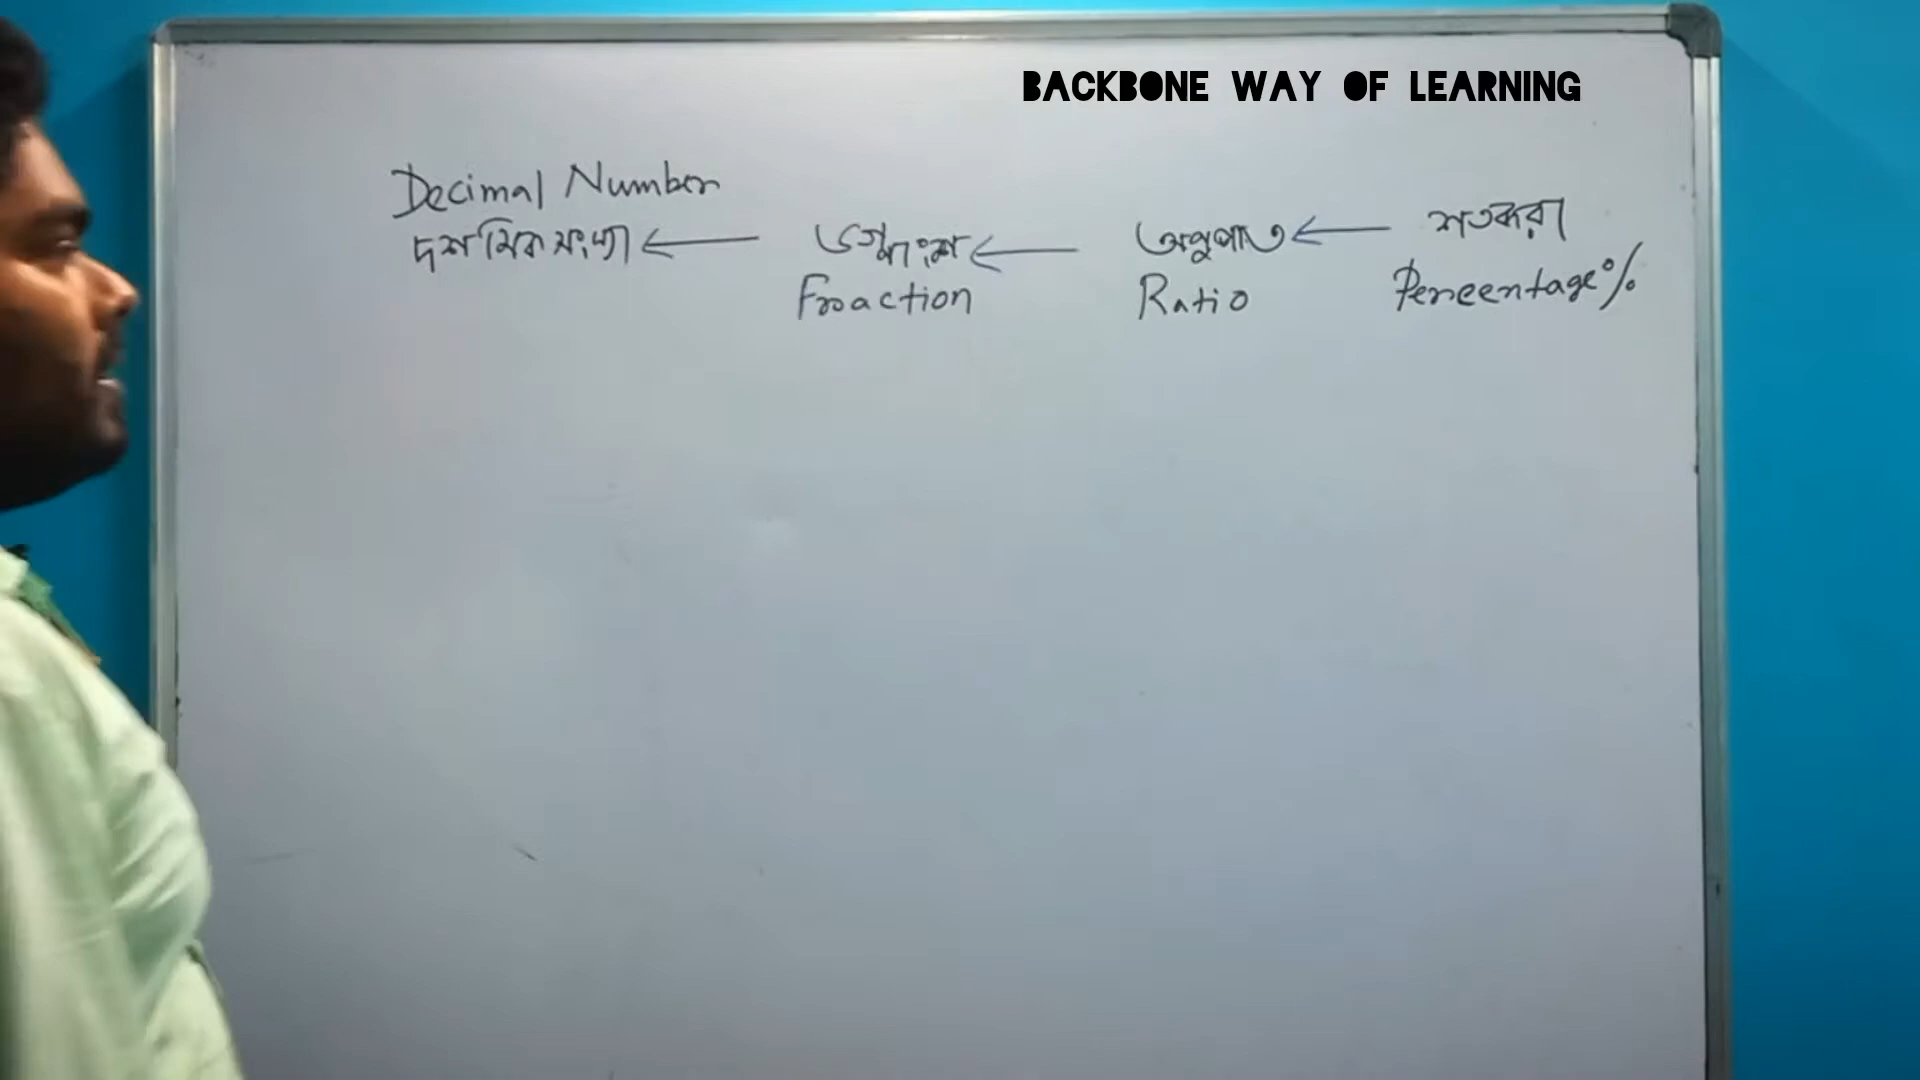 BACKBONE WAY OF LEARNING
Decimal Number
দশমিক সংখ্যা ← ভগ্নাংশ ← অনুপাত ← শতকরা
Fraction Ratio Percentage %